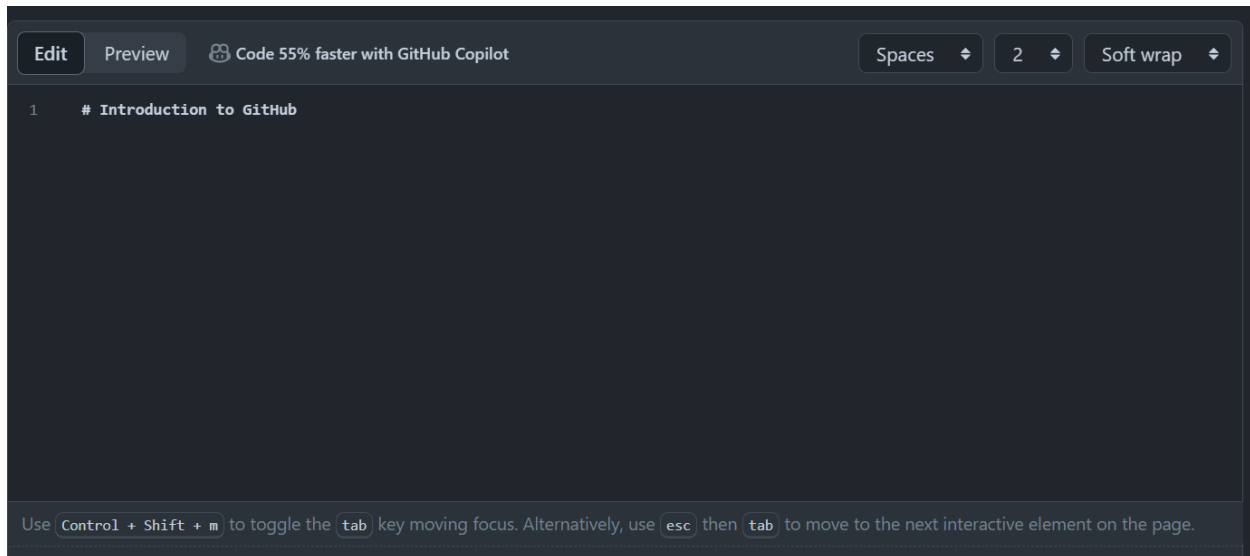 Edit Preview Code 55% faster with GitHub Copilot Spaces 2 Soft wrap
1 # Introduction to GitHub
Use Control + Shift + m to toggle the tab key moving focus. Alternatively, use esc then tab to move to the next interactive element on the page.